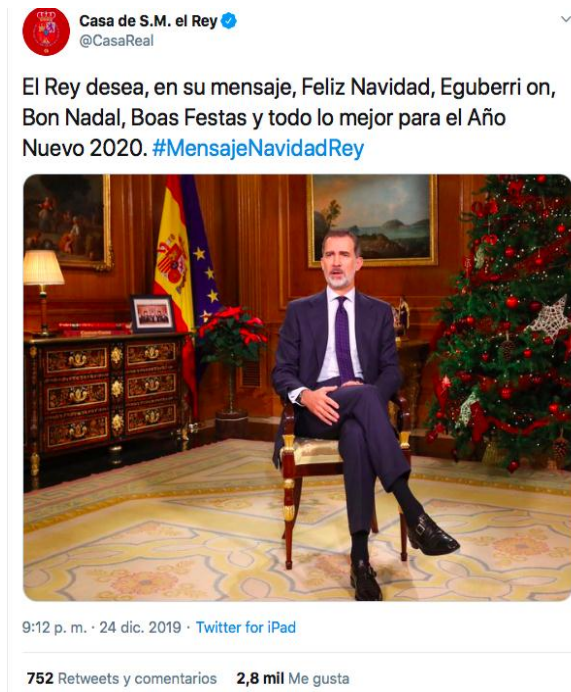 Casa de S.M. el Rey
@CasaReal
El Rey desea, en su mensaje, Feliz Navidad, Eguberri on,
Bon Nadal, Boas Festas y todo lo mejor para el Año
Nuevo 2020. #MensajeNavidadRey
9:12 p. m. · 24 dic. 2019 · Twitter for iPad
752 Retweets y comentarios 2,8 mil Me gusta